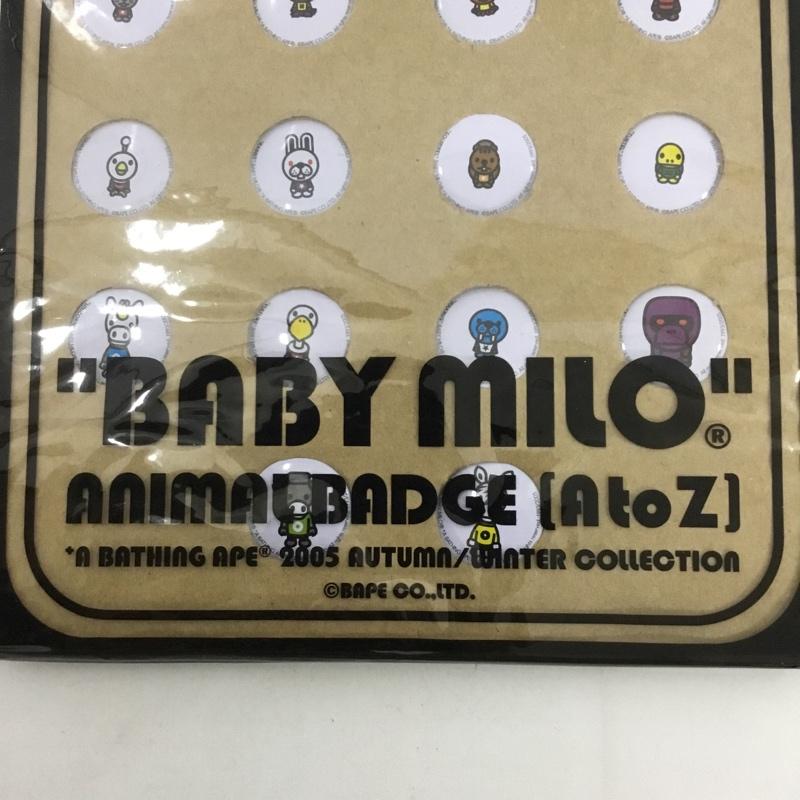 "BABY MILO"®
ANIMAL BADGE [A to Z]
"A BATHING APE® 2005 AUTUMN/WINTER COLLECTION
©BAPE CO.,LTD.